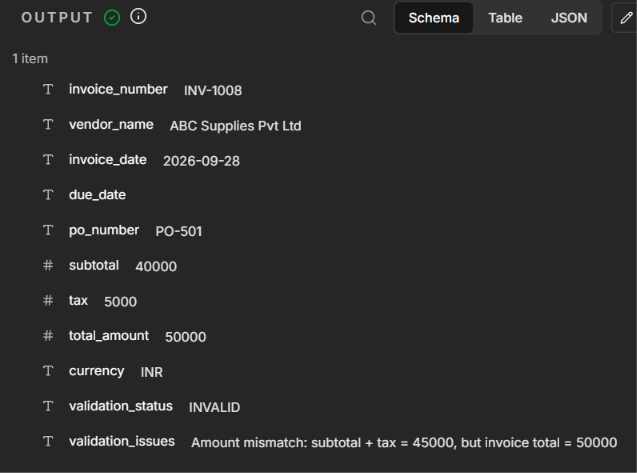 OUTPUT
Schema Table JSON
1 item
T invoice_number INV-1008
T vendor_name ABC Supplies Pvt Ltd
T invoice_date 2026-09-28
T due_date
T po_number PO-501
# subtotal 40000
# tax 5000
# total_amount 50000
T currency INR
T validation_status INVALID
T validation_issues Amount mismatch: subtotal + tax = 45000, but invoice total = 50000